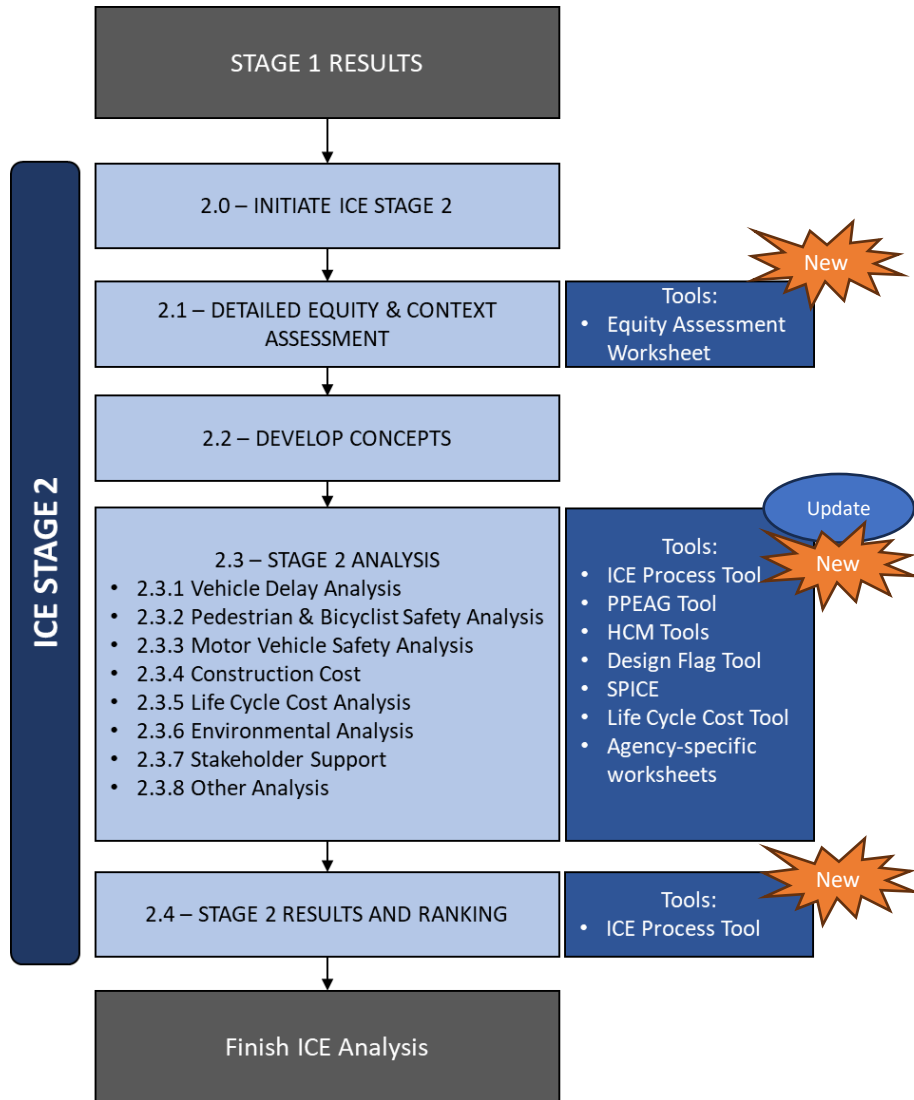 STAGE 1 RESULTS
ICE STAGE 2
2.0 – INITIATE ICE STAGE 2
2.1 – DETAILED EQUITY & CONTEXT
ASSESSMENT
New
Tools:
• Equity Assessment
Worksheet
2.2 – DEVELOP CONCEPTS
2.3 – STAGE 2 ANALYSIS
• 2.3.1 Vehicle Delay Analysis
• 2.3.2 Pedestrian & Bicyclist Safety Analysis
• 2.3.3 Motor Vehicle Safety Analysis
• 2.3.4 Construction Cost
• 2.3.5 Life Cycle Cost Analysis
• 2.3.6 Environmental Analysis
• 2.3.7 Stakeholder Support
• 2.3.8 Other Analysis
Update
New
Tools:
• ICE Process Tool
• PPEAG Tool
• HCM Tools
• Design Flag Tool
• SPICE
• Life Cycle Cost Tool
• Agency-specific
worksheets
2.4 – STAGE 2 RESULTS AND RANKING
New
Tools:
• ICE Process Tool
Finish ICE Analysis